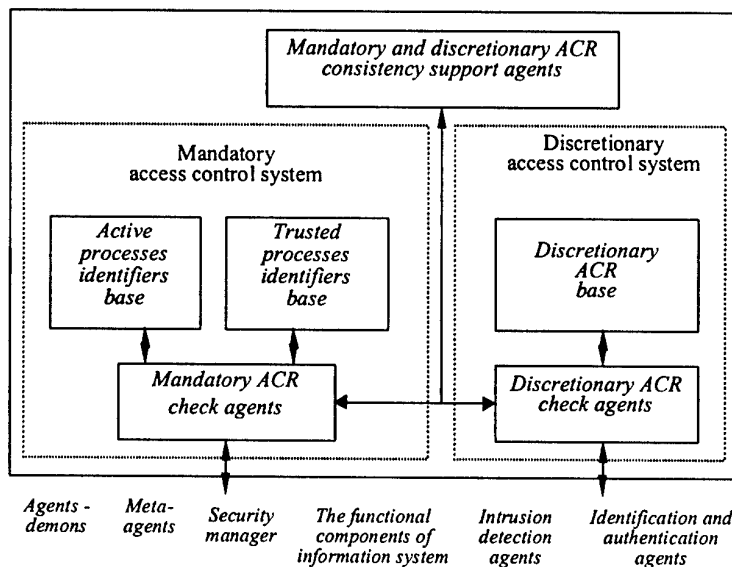 Mandatory and discretionary ACR
consistency support agents
Mandatory
access control system
Active
processes
identifiers
base
Trusted
processes
identifiers
base
Mandatory ACR
check agents
Discretionary
access control system
Discretionary
ACR
base
Discretionary ACR
check agents
Agents -
demons
Meta-
agents
Security
manager
The functional
components of
information system
Intrusion
detection
agents
Identification and
authentication
agents